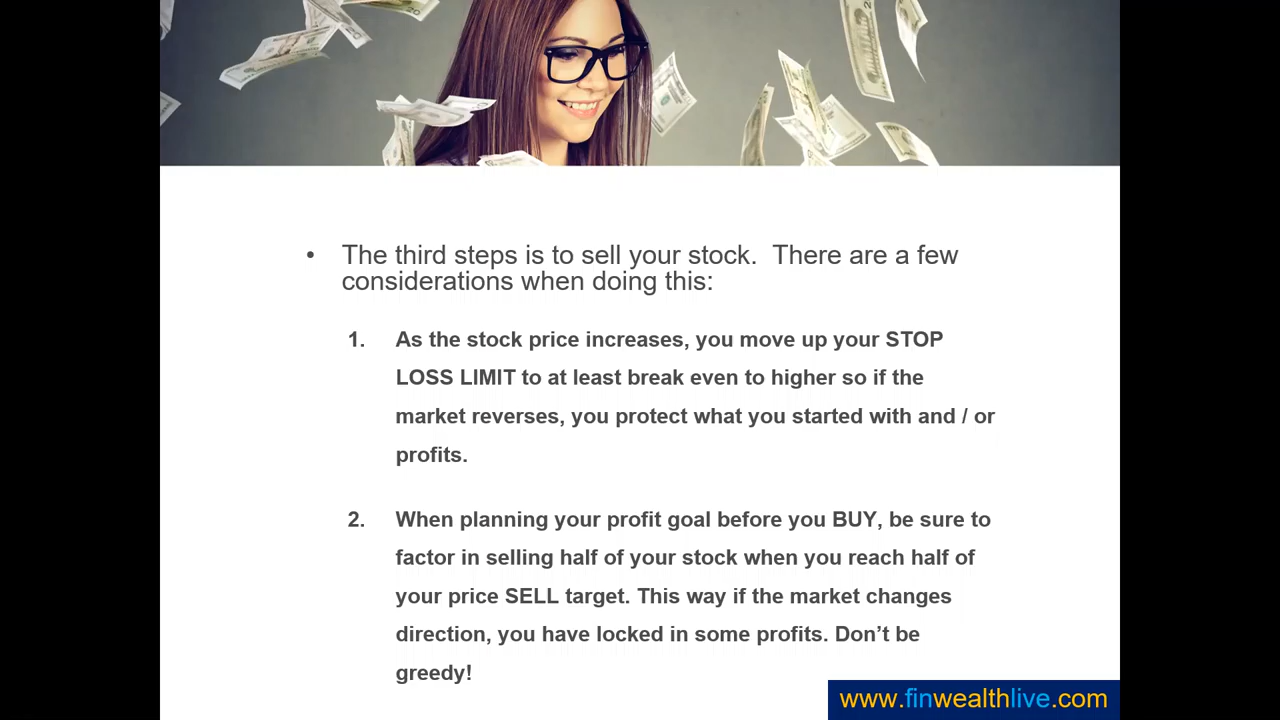 • The third steps is to sell your stock.  There are a few
considerations when doing this:
1. As the stock price increases, you move up your STOP
LOSS LIMIT to at least break even to higher so if the
market reverses, you protect what you started with and / or
profits.
2. When planning your profit goal before you BUY, be sure to
factor in selling half of your stock when you reach half of
your price SELL target. This way if the market changes
direction, you have locked in some profits. Don’t be
greedy!
www.finwealthlive.com